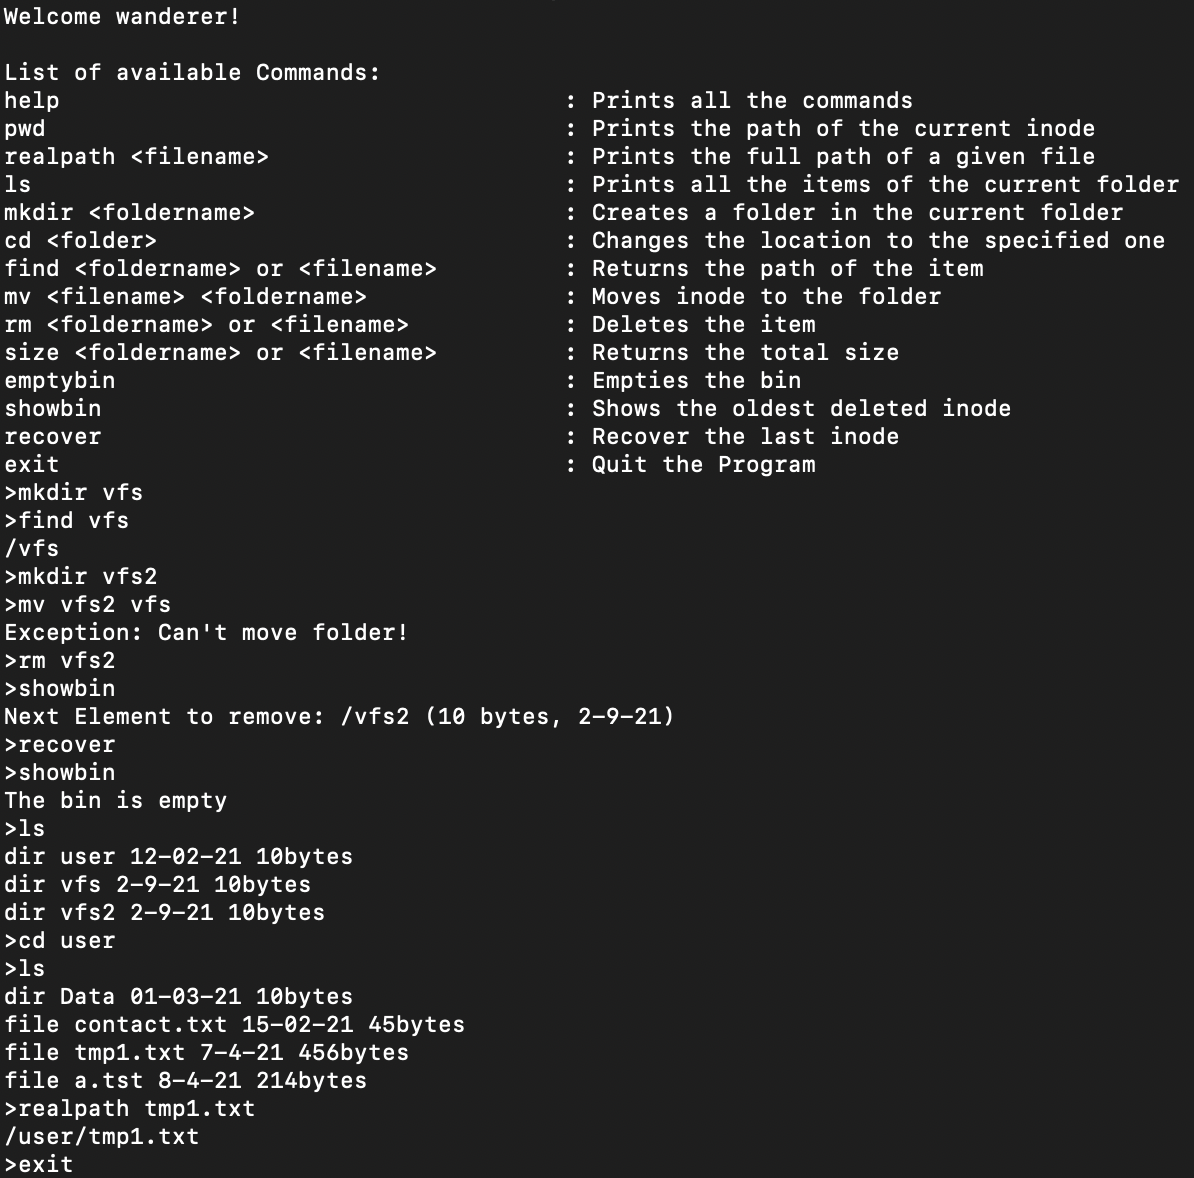 Welcome wanderer!
List of available Commands:
help : Prints all the commands
pwd : Prints the path of the current inode
realpath <filename> : Prints the full path of a given file
ls : Prints all the items of the current folder
mkdir <foldername> : Creates a folder in the current folder
cd <folder> : Changes the location to the specified one
find <foldername> or <filename> : Returns the path of the item
mv <filename> <foldername> : Moves inode to the folder
rm <foldername> or <filename> : Deletes the item
size <foldername> or <filename> : Returns the total size
emptybin : Empties the bin
showbin : Shows the oldest deleted inode
recover : Recover the last inode
exit : Quit the Program
>mkdir vfs
>find vfs
/vfs
>mkdir vfs2
>mv vfs2 vfs
Exception: Can't move folder!
>rm vfs2
>showbin
Next Element to remove: /vfs2 (10 bytes, 2-9-21)
>recover
>showbin
The bin is empty
>ls
dir user 12-02-21 10bytes
dir vfs 2-9-21 10bytes
dir vfs2 2-9-21 10bytes
>cd user
>ls
dir Data 01-03-21 10bytes
file contact.txt 15-02-21 45bytes
file tmp1.txt 7-4-21 456bytes
file a.tst 8-4-21 214bytes
>realpath tmp1.txt
/user/tmp1.txt
>exit